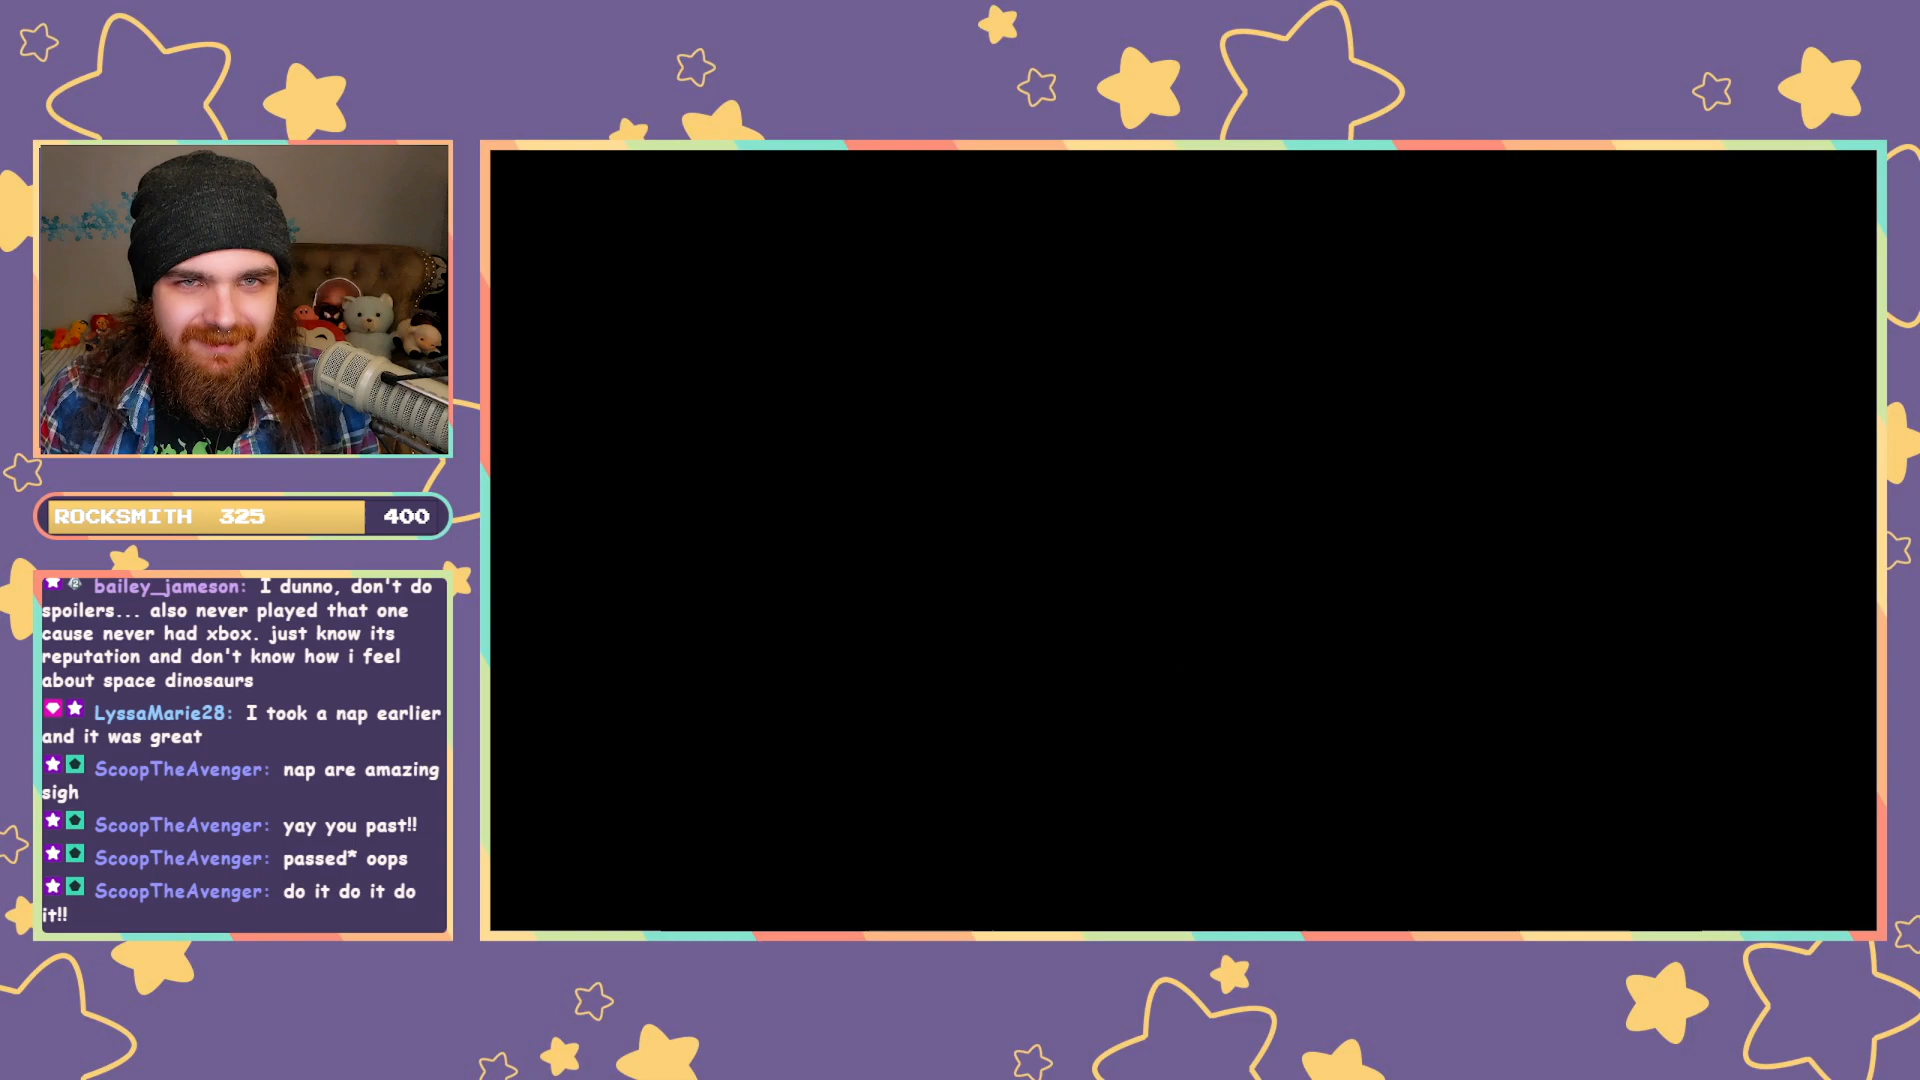 ROCKSMITH 325 400
bailey_jameson: I dunno, don't do
spoilers... also never played that one
cause never had xbox. just know its
reputation and don't know how i feel
about space dinosaurs
LyssaMarie28: I took a nap earlier
and it was great
ScoopTheAvenger: nap are amazing
sigh
ScoopTheAvenger: yay you past!!
ScoopTheAvenger: passed* oops
ScoopTheAvenger: do it do it do
it!!